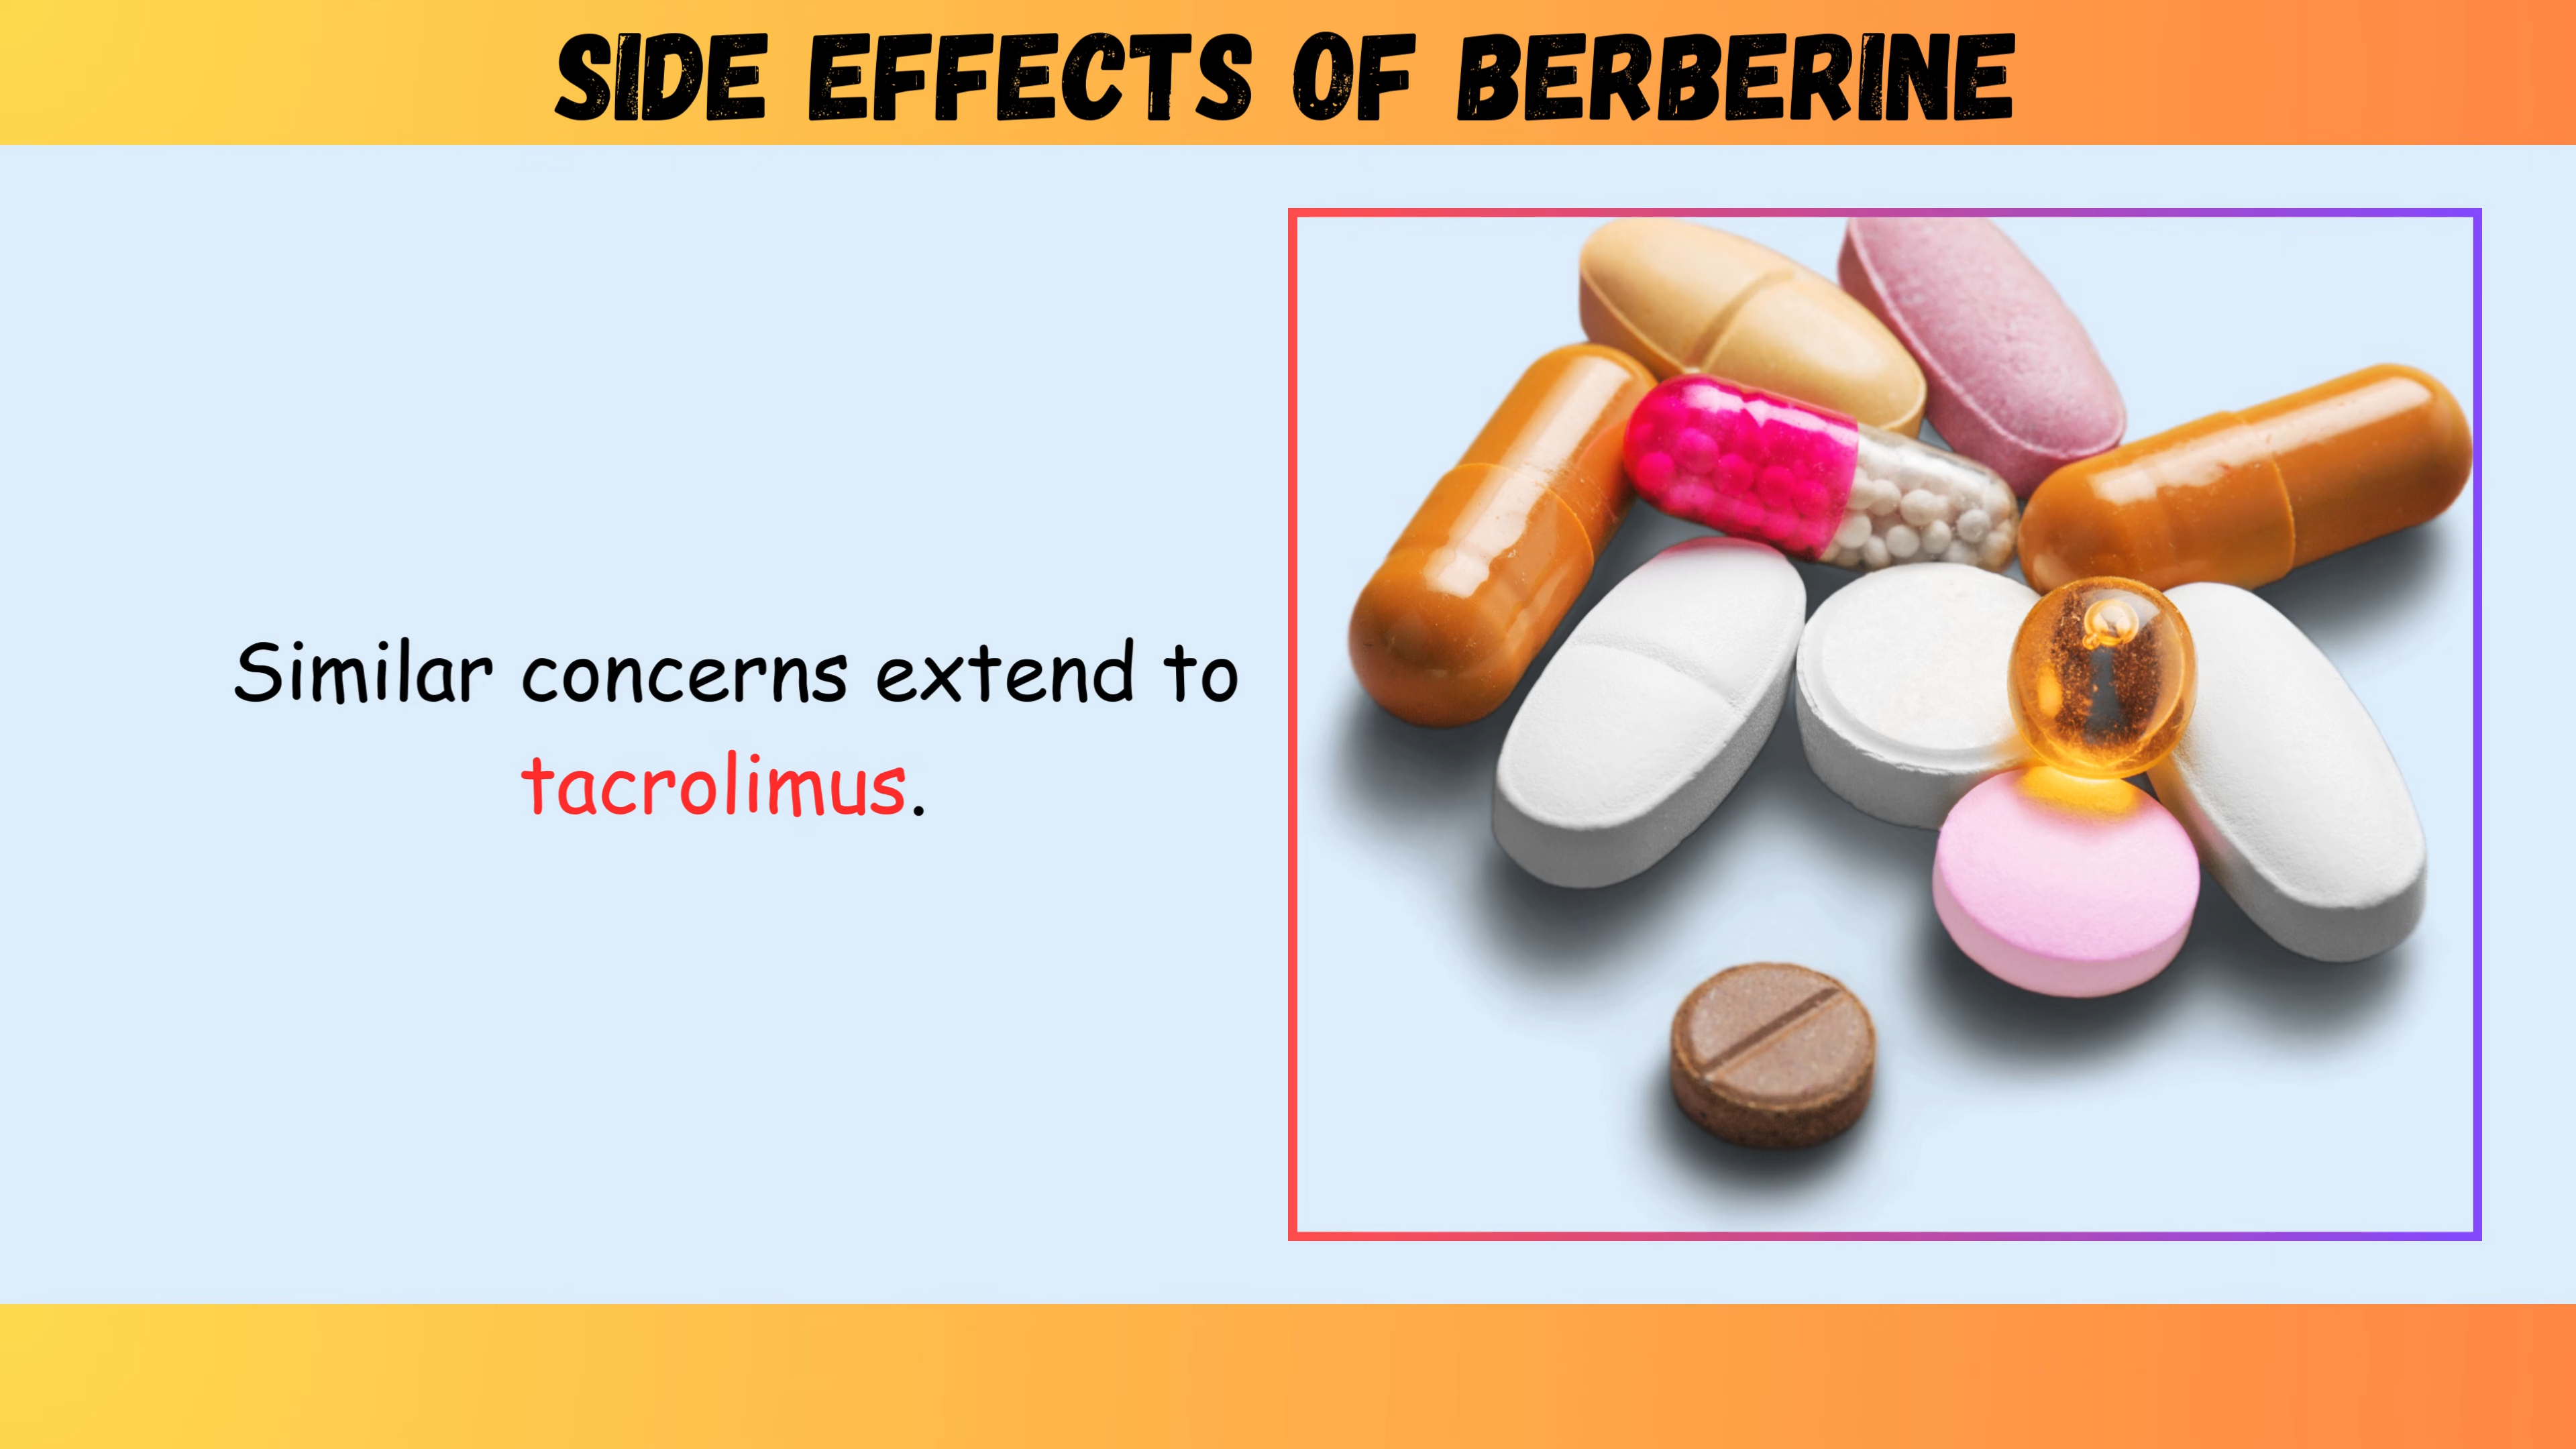 SIDE EFFECTS OF BERBERINE
Similar concerns extend to
tacrolimus.